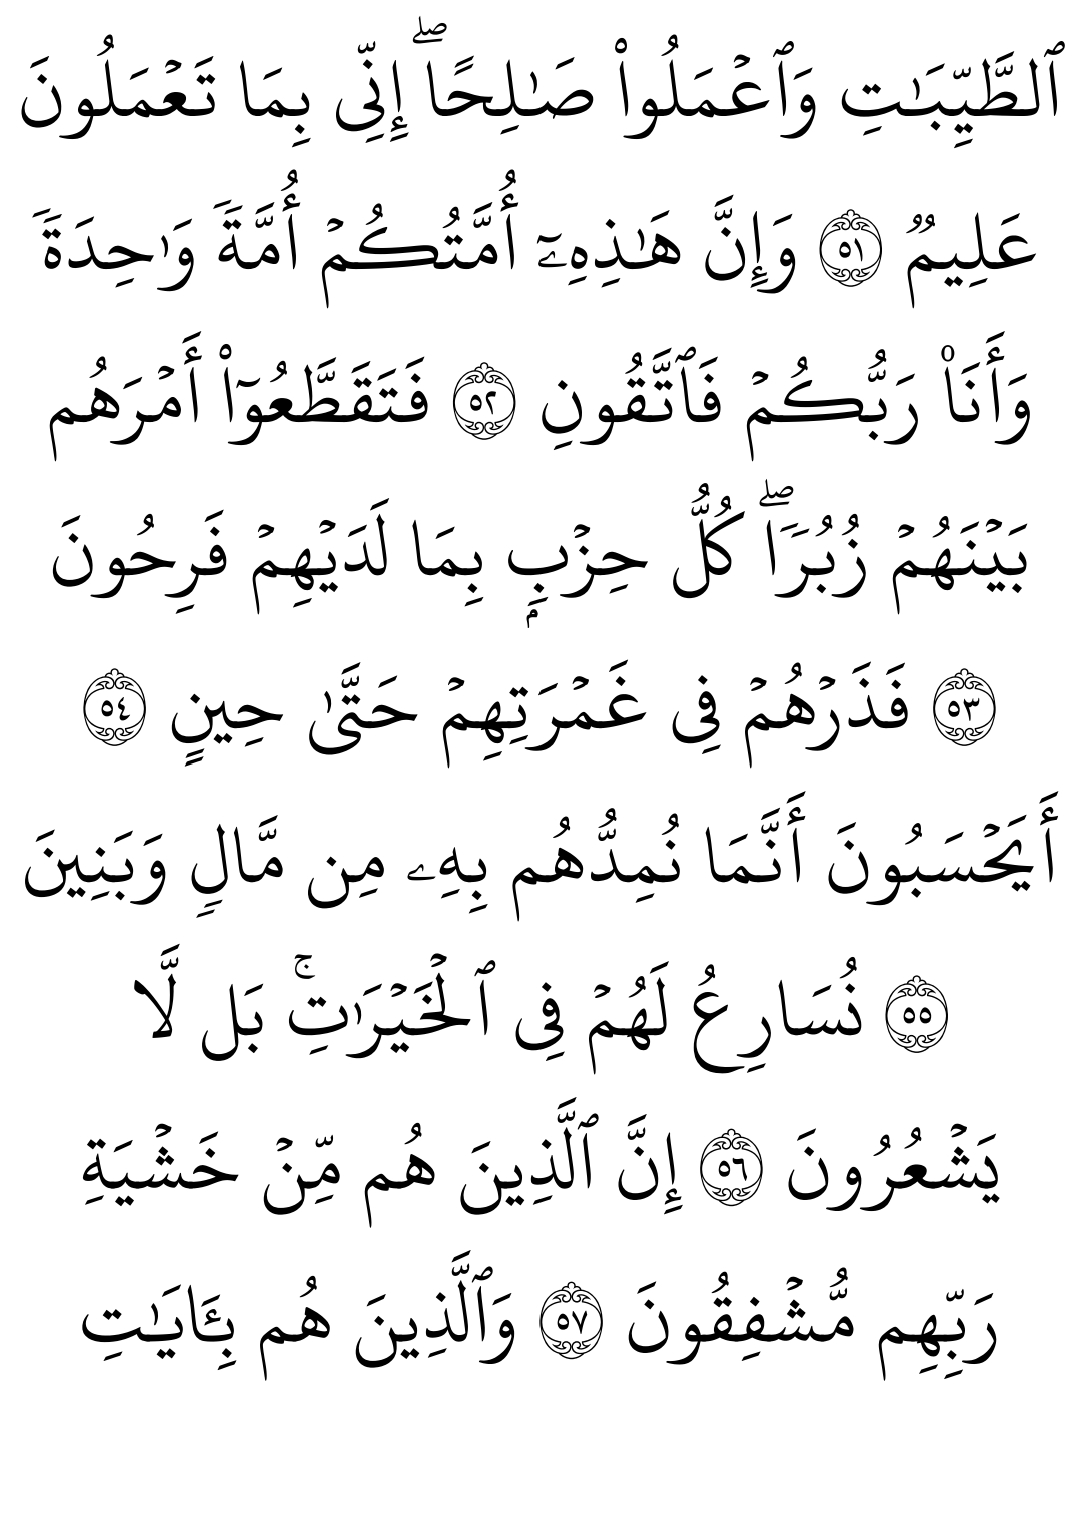 ٱلطَّيِّبَـٰتِ وَٱعْمَلُوا۟ صَـٰلِحًا ۖ إِنِّى بِمَا تَعْمَلُونَ
عَلِيمٌۭ ۝٥١ وَإِنَّ هَـٰذِهِۦٓ أُمَّتُكُمْ أُمَّةًۭ وَٰحِدَةًۭ
وَأَنَا۠ رَبُّكُمْ فَٱتَّقُونِ ۝٥٢ فَتَقَطَّعُوٓا۟ أَمْرَهُم
بَيْنَهُمْ زُبُرًۭا ۖ كُلُّ حِزْبٍۭ بِمَا لَدَيْهِمْ فَرِحُونَ
۝٥٣ فَذَرْهُمْ فِى غَمْرَتِهِمْ حَتَّىٰ حِينٍ ۝٥٤
أَيَحْسَبُونَ أَنَّمَا نُمِدُّهُم بِهِۦ مِن مَّالٍۢ وَبَنِينَ
۝٥٥ نُسَارِعُ لَهُمْ فِى ٱلْخَيْرَٰتِ ۚ بَل لَّا
يَشْعُرُونَ ۝٥٦ إِنَّ ٱلَّذِينَ هُم مِّنْ خَشْيَةِ
رَبِّهِم مُّشْفِقُونَ ۝٥٧ وَٱلَّذِينَ هُم بِـَٔايَـٰتِ